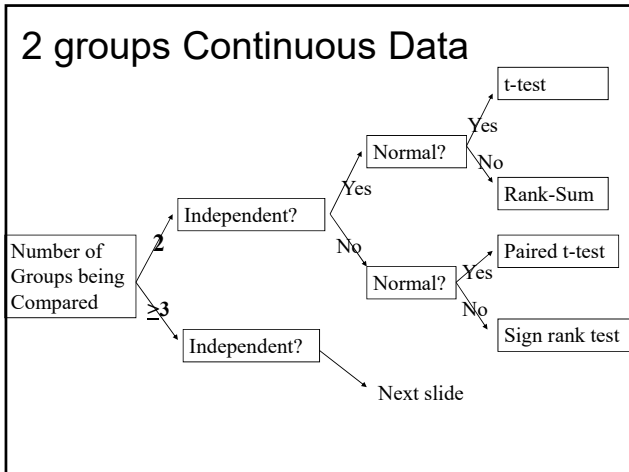 2 groups Continuous Data
t-test
Yes
Normal?
No
Rank-Sum
Yes
Independent?
No
Number of
Groups being
Compared
2
≥3
Normal?
Paired t-test
Yes
No
Sign rank test
Independent?
Next slide